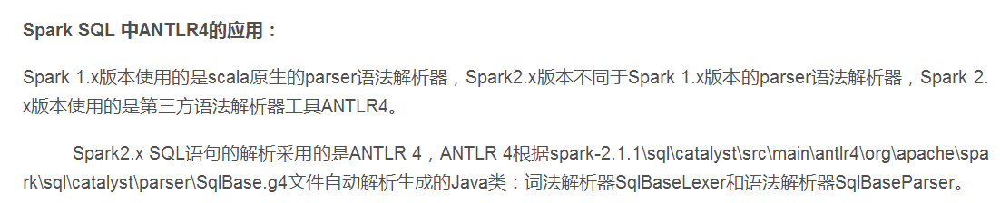 Spark SQL 中ANTLR4的应用：
Spark 1.x版本使用的是scala原生的parser语法解析器，Spark2.x版本不同于Spark 1.x版本的parser语法解析器，Spark 2.
x版本使用的是第三方语法解析器工具ANTLR4。
Spark2.x SQL语句的解析采用的是ANTLR 4，ANTLR 4根据spark-2.1.1\sql\catalyst\src\main\antlr4\org\apache\spa
rk\sql\catalyst\parser\SqlBase.g4文件自动解析生成的Java类：词法解析器SqlBaseLexer和语法解析器SqlBaseParser。